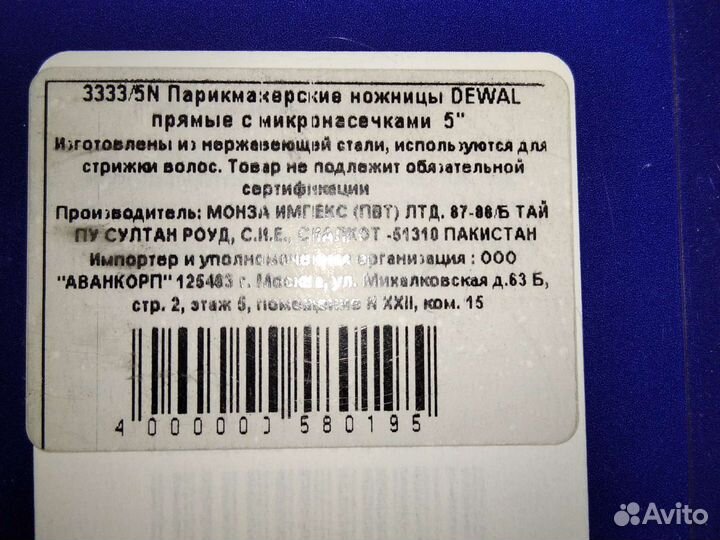 3333/5N Парикмахерские ножницы DEWAL
прямые с микронасечками 5"
Изготовлены из нержавеющей стали, используются для
стрижки волос. Товар не подлежит обязательной
сертификации
Производитель: МОНЗА ИМПЕКС (ПВТ) ЛТД. 87-88/Б ТАЙ
ПУ СУЛТАН РОУД, С.И.Е., СИАЛКОТ -51310 ПАКИСТАН
Импортер и уполномоченная организация : ООО
"АВАНКОРП" 125483 г. Москва, ул. Михалковская д.63 Б,
стр. 2, этаж 5, помещение N XXII, ком. 15
4 000000 580195
Avito